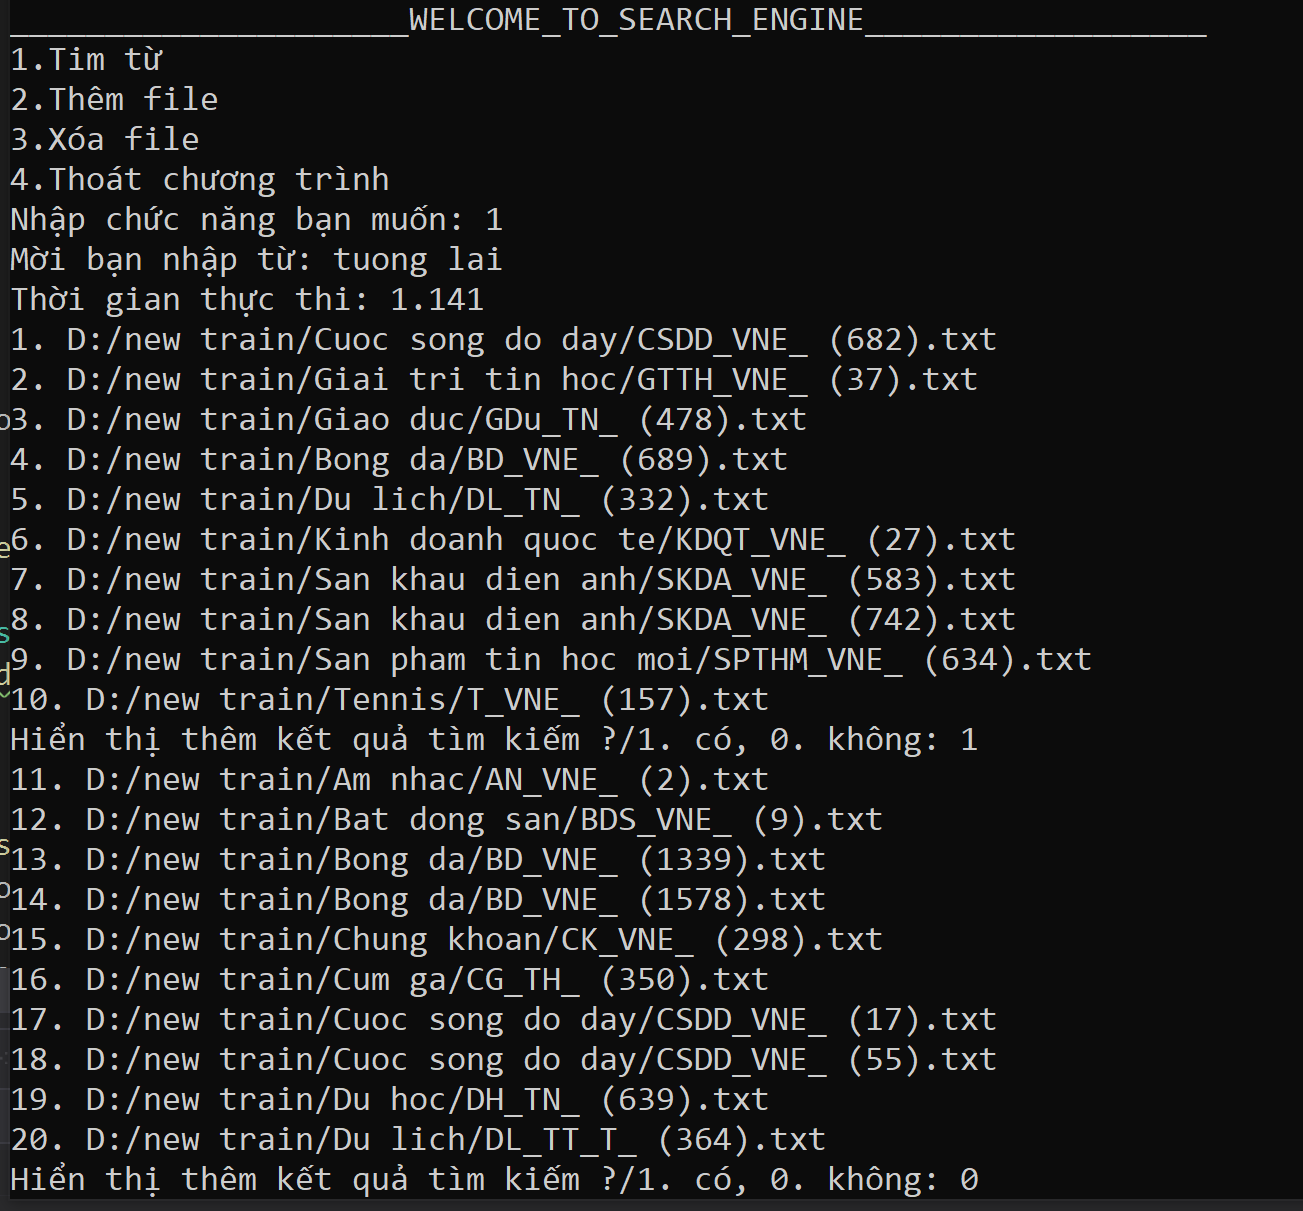 _____________________WELCOME_TO_SEARCH_ENGINE__________________
1.Tim từ
2.Thêm file
3.Xóa file
4.Thoát chương trình
Nhập chức năng bạn muốn: 1
Mời bạn nhập từ: tuong lai
Thời gian thực thi: 1.141
1. D:/new train/Cuoc song do day/CSDD_VNE_ (682).txt
2. D:/new train/Giai tri tin hoc/GTTH_VNE_ (37).txt
3. D:/new train/Giao duc/GDu_TN_ (478).txt
4. D:/new train/Bong da/BD_VNE_ (689).txt
5. D:/new train/Du lich/DL_TN_ (332).txt
6. D:/new train/Kinh doanh quoc te/KDQT_VNE_ (27).txt
7. D:/new train/San khau dien anh/SKDA_VNE_ (583).txt
8. D:/new train/San khau dien anh/SKDA_VNE_ (742).txt
9. D:/new train/San pham tin hoc moi/SPTHM_VNE_ (634).txt
10. D:/new train/Tennis/T_VNE_ (157).txt
Hiển thị thêm kết quả tìm kiếm ?/1. có, 0. không: 1
11. D:/new train/Am nhac/AN_VNE_ (2).txt
12. D:/new train/Bat dong san/BDS_VNE_ (9).txt
13. D:/new train/Bong da/BD_VNE_ (1339).txt
14. D:/new train/Bong da/BD_VNE_ (1578).txt
15. D:/new train/Chung khoan/CK_VNE_ (298).txt
16. D:/new train/Cum ga/CG_TH_ (350).txt
17. D:/new train/Cuoc song do day/CSDD_VNE_ (17).txt
18. D:/new train/Cuoc song do day/CSDD_VNE_ (55).txt
19. D:/new train/Du hoc/DH_TN_ (639).txt
20. D:/new train/Du lich/DL_TT_T_ (364).txt
Hiển thị thêm kết quả tìm kiếm ?/1. có, 0. không: 0